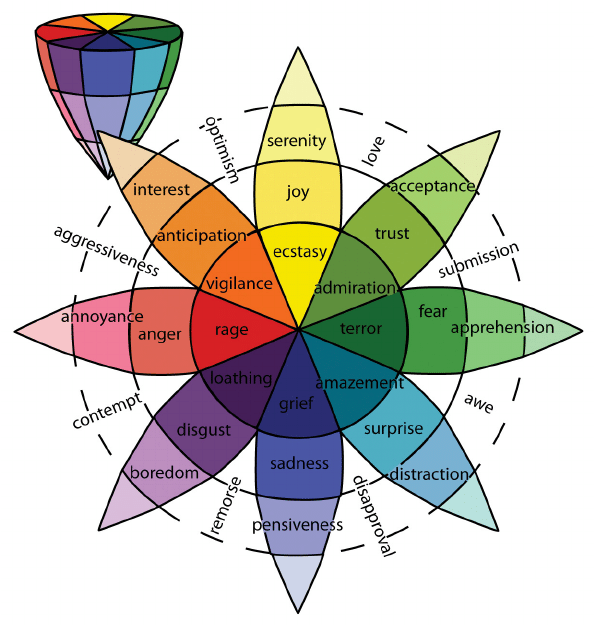 optimism
serenity
love
interest
joy
acceptance
anticipation
trust
aggressiveness
ecstasy
submission
vigilance
admiration
annoyance
anger
rage
terror
fear
apprehension
loathing
amazement
contempt
grief
awe
disgust
surprise
boredom
sadness
distraction
remorse
pensiveness
disapproval